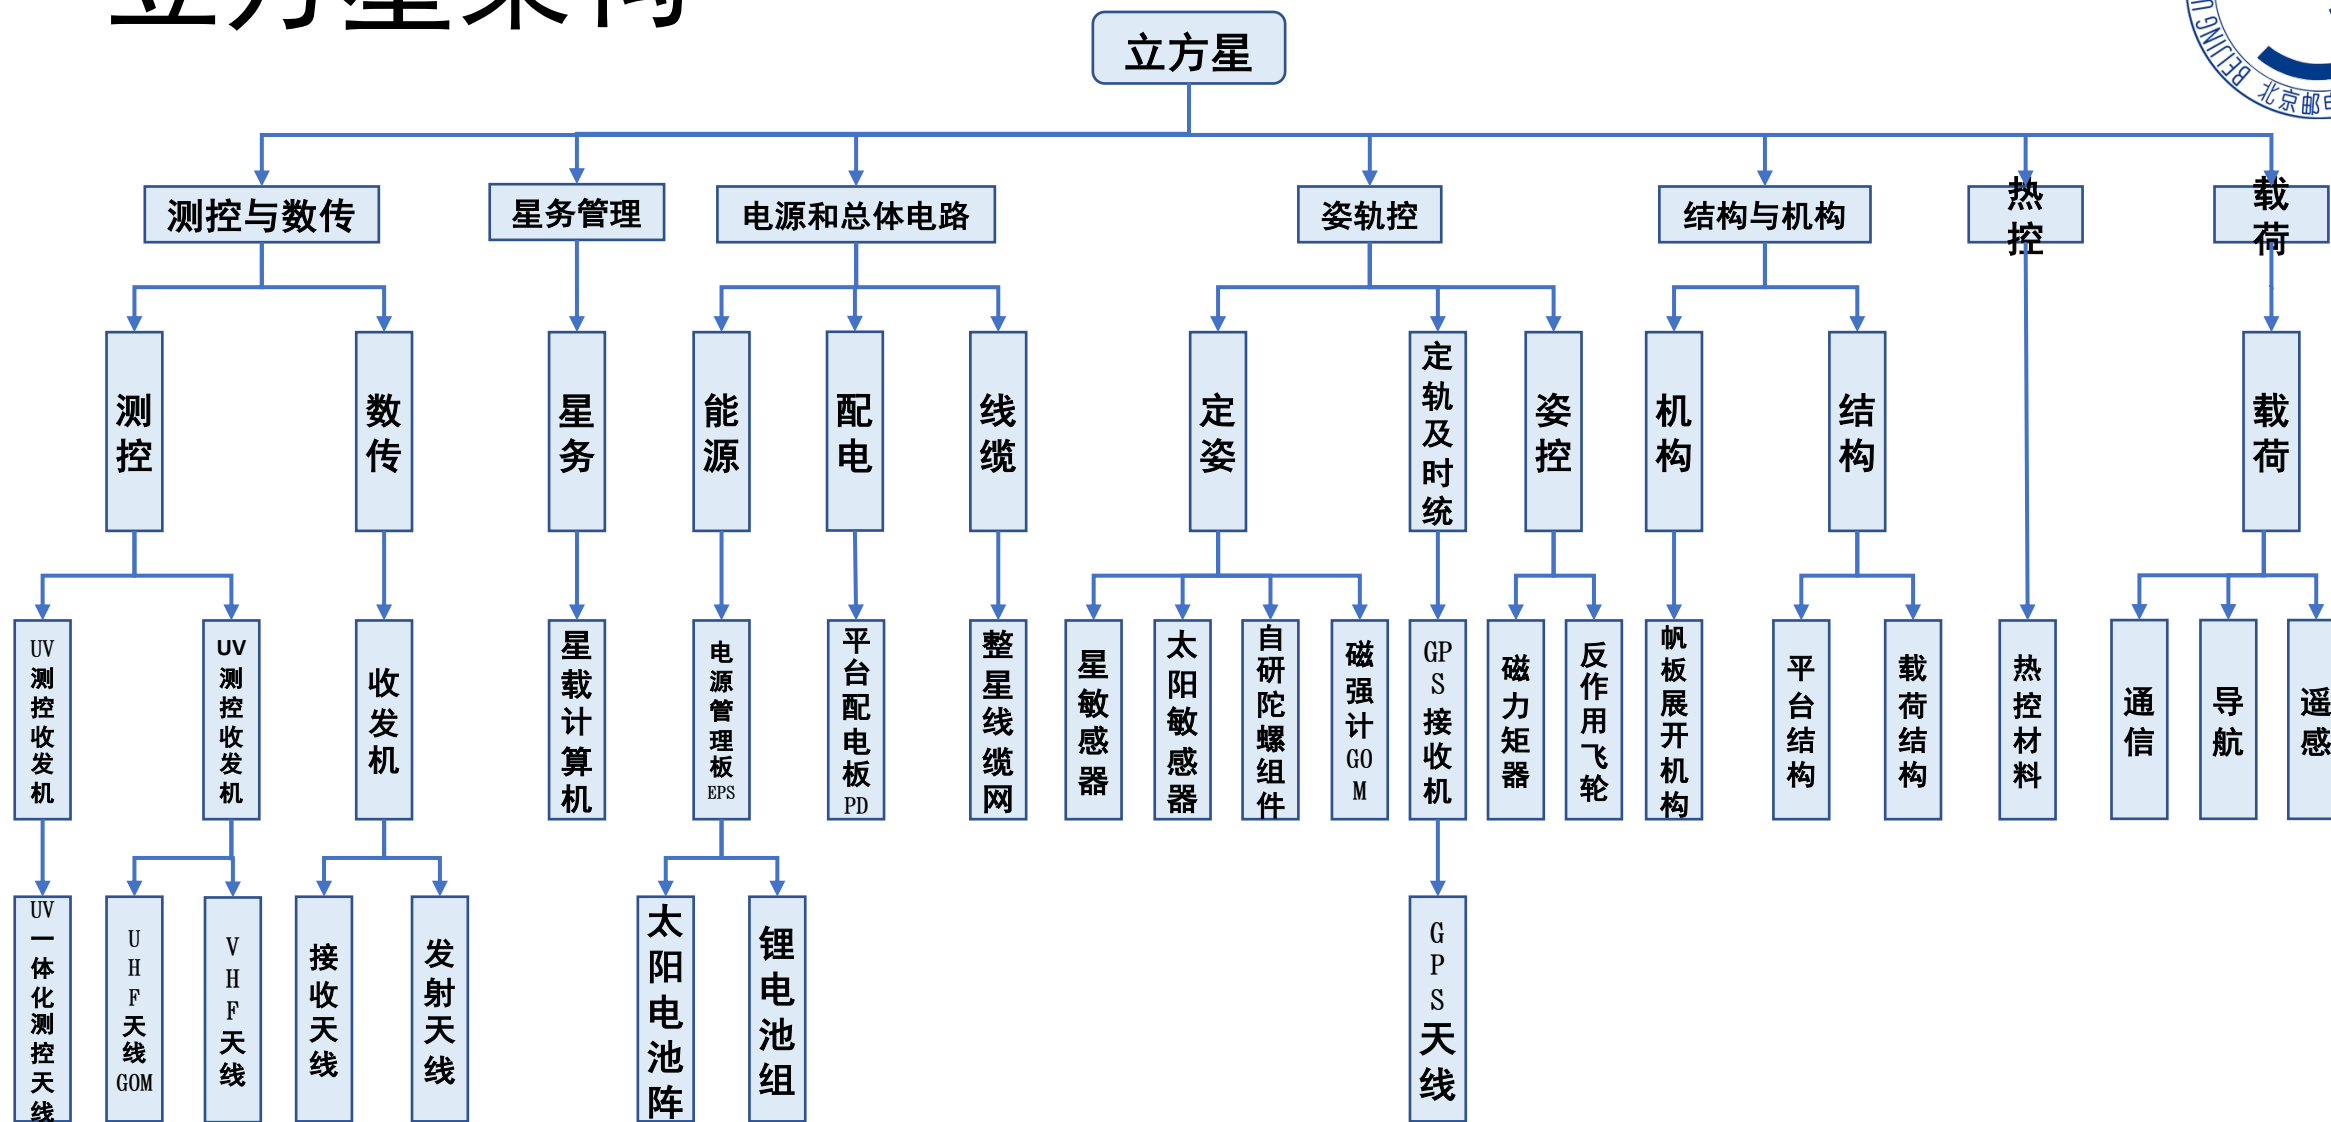 立方星架构
BEIJING U
北京邮电
立方星
测控与数传
星务管理
电源和总体电路
姿轨控
结构与机构
热控
载荷
测控
数传
星务
能源
配电
线缆
定姿
定轨及时统
姿控
机构
结构
载荷
UV测控收发机
UV测控收发机
收发机
星载计算机
电源管理板EPS
平台配电板PD
整星线缆网
星敏感器
太阳敏感器
自研陀螺组件
磁强计GOM
GPS接收机
磁力矩器
反作用飞轮
帆板展开机构
平台结构
载荷结构
热控材料
通信
导航
遥感
UV一体化测控天线
UHF天线GOM
VHF天线
接收天线
发射天线
太阳电池阵
锂电池组
GPS天线